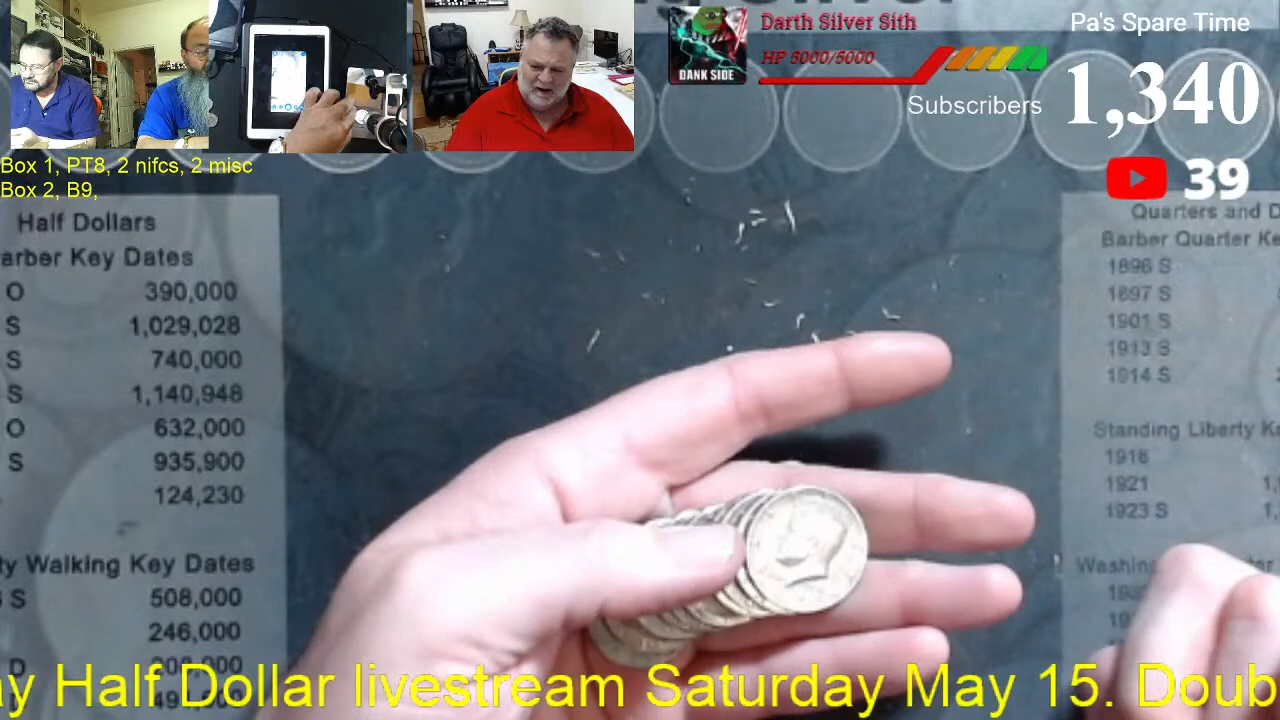 Darth Silver Sith
HP 5000/5000
DANK SIDE
Pa's Spare Time
Subscribers 1,340
39
Box 1, PT8, 2 nifcs, 2 misc
Box 2, B9,
Half Dollars
arber Key Dates
O 390,000
S 1,029,028
S 740,000
S 1,140,948
O 632,000
S 935,900
124,230
ty Walking Key Dates
S 508,000
246,000
D
Quarters and D
Barber Quarter Ke
1896 S
1897 S
1901 S
1913 S
1914 S
Standing Liberty K
1916
1921 1,
1923 S 1,
Washing
ay Half Dollar livestream Saturday May 15. Doub